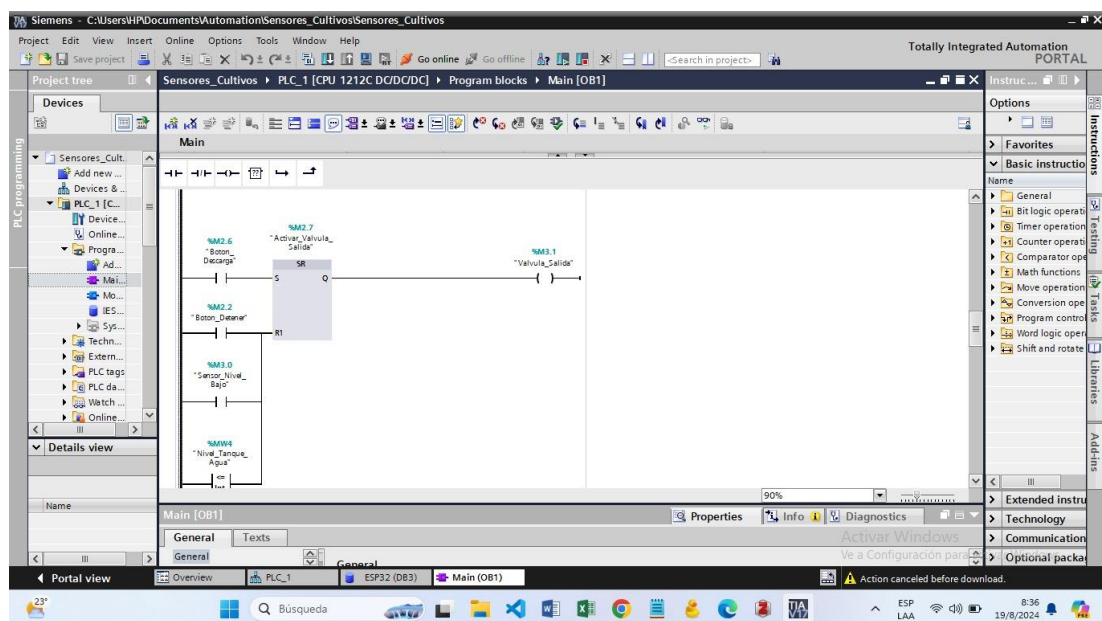 Siemens - C:\Users\HP\Documents\Automation\Sensores_Cultivos\Sensores_Cultivos
Project Edit View Insert Online Options Tools Window Help
Totally Integrated Automation
PORTAL
Save project
Go online
Go offline
<Search in project>
Project tree
Sensores_Cultivos PLC_1 [CPU 1212C DC/DC/DC] Program blocks Main [OB1]
Instruc...
Devices
Options
Main
PLC programming
Sensores_Cult.
Add new ...
Devices & ...
PLC_1 [C...
Device...
Online...
Progra...
Ad...
Mai...
Mo...
IES...
Sys...
Techn...
Extern...
PLC tags
PLC da...
Watch ...
Online...
Details view
Name
%M2.6
"Boton_
Descarga"
%M2.7
"Activar_Valvula_
Salida"
SR
S Q
R1
%M3.1
"Valvula_Salida"
%M2.2
"Boton_Detener"
%M3.0
"Sensor_Nivel_
Bajo"
%MW4
"Nivel_Tanque_
Agua"
<=
Int
90%
Favorites
Basic instructio
Name
General
Bit logic operati
Timer operation
Counter operati
Comparator ope
Math functions
Move operation
Conversion ope
Program control
Word logic oper
Shift and rotate
Extended instru
Technology
Communication
Optional packa
Instructions
Testing
Tasks
Libraries
Add-ins
Main [OB1]
Properties
Info
Diagnostics
General Texts
General
General
Activar Windows
Ve a Configuración para
Portal view
Overview
PLC_1
ESP32 (DB3)
Main (OB1)
Action canceled before download.
23°
Búsqueda
TIA
V17
ESP
LAA
8:36
19/8/2024